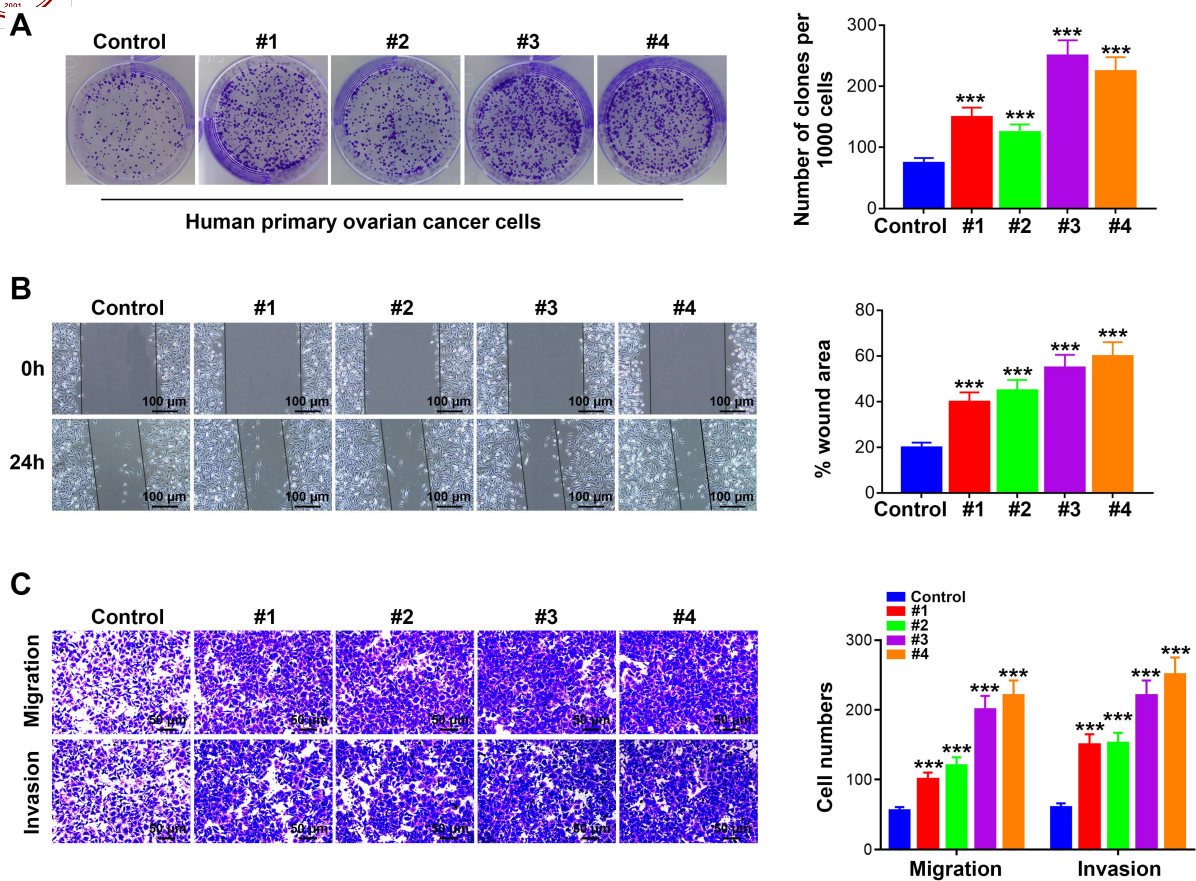 2001
A
Control #1 #2 #3 #4
Human primary ovarian cancer cells
Number of clones per
1000 cells
300
200
100
0
*** *** *** ***
Control #1 #2 #3 #4
B
Control #1 #2 #3 #4
0h
100 µm 100 µm 100 µm 100 µm 100 µm
24h
100 µm 100 µm 100 µm 100 µm 100 µm
% wound area
80
60
40
20
0
*** *** *** ***
Control #1 #2 #3 #4
C
Control #1 #2 #3 #4
Migration
50 µm 50 µm 50 µm 50 µm 50 µm
Invasion
50 µm 50 µm 50 µm 50 µm 50 µm
Control
#1
#2
#3
#4
Cell numbers
300
200
100
0
*** *** *** *** *** *** *** ***
Migration Invasion